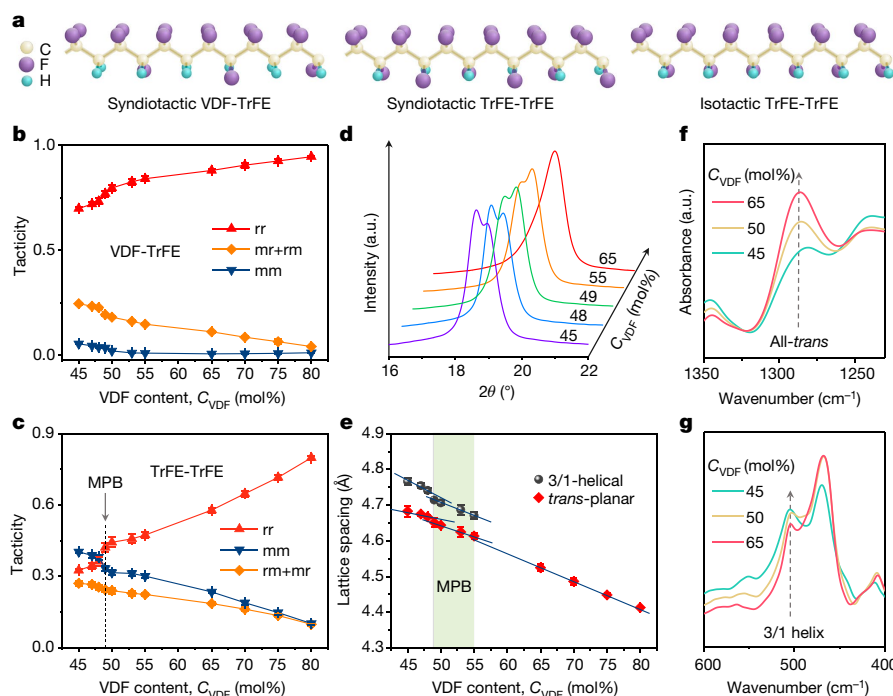 a
C
F
H
Syndiotactic VDF-TrFE
Syndiotactic TrFE-TrFE
Isotactic TrFE-TrFE
b
1.0
0.5
0.0
Tacticity
VDF-TrFE
rr
mr+rm
mm
45 50 55 60 65 70 75 80
VDF content, C_VDF (mol%)
d
Intensity (a.u.)
65
55
49
48
45
C_VDF (mol%)
16 18 20 22
2θ (°)
f
C_VDF (mol%)
65
50
45
Absorbance (a.u.)
All-trans
1350 1300 1250
Wavenumber (cm⁻¹)
c
0.9
0.6
0.3
0.0
Tacticity
TrFE-TrFE
MPB
rr
mm
rm+mr
45 50 55 60 65 70 75 80
VDF content, C_VDF (mol%)
e
4.9
4.8
4.7
4.6
4.5
4.4
4.3
Lattice spacing (Å)
3/1-helical
trans-planar
MPB
45 50 55 60 65 70 75 80
VDF content, C_VDF (mol%)
g
C_VDF (mol%)
45
50
65
3/1 helix
600 500 400
Wavenumber (cm⁻¹)